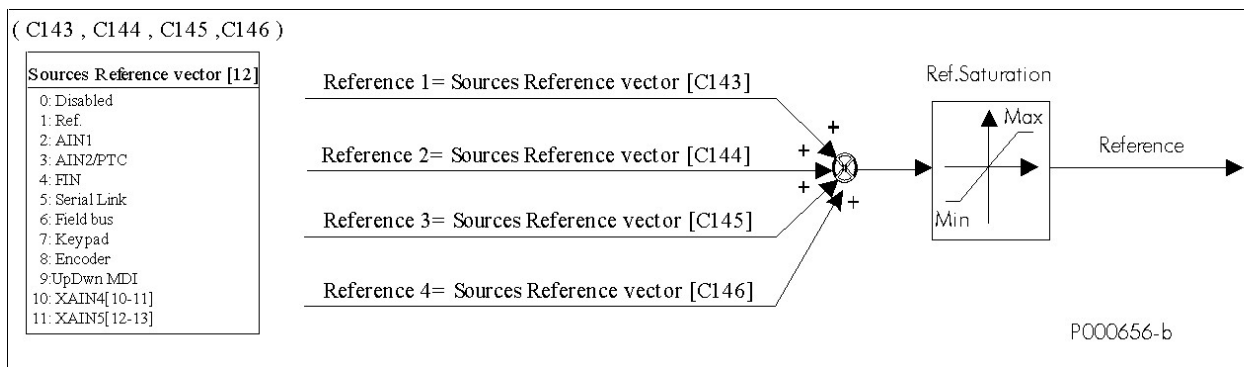 ( C143 , C144 , C145 ,C146 )
Sources Reference vector [12]
0: Disabled
1: Ref.
2: AIN1
3: AIN2/PTC
4: FIN
5: Serial Link
6: Field bus
7: Keypad
8: Encoder
9:UpDwn MDI
10: XAIN4[10-11]
11: XAIN5[12-13]
Reference 1= Sources Reference vector [C143]
Reference 2= Sources Reference vector [C144]
Reference 3= Sources Reference vector [C145]
Reference 4= Sources Reference vector [C146]
+
+
+
+
Ref.Saturation
Max
Min
Reference
P000656-b